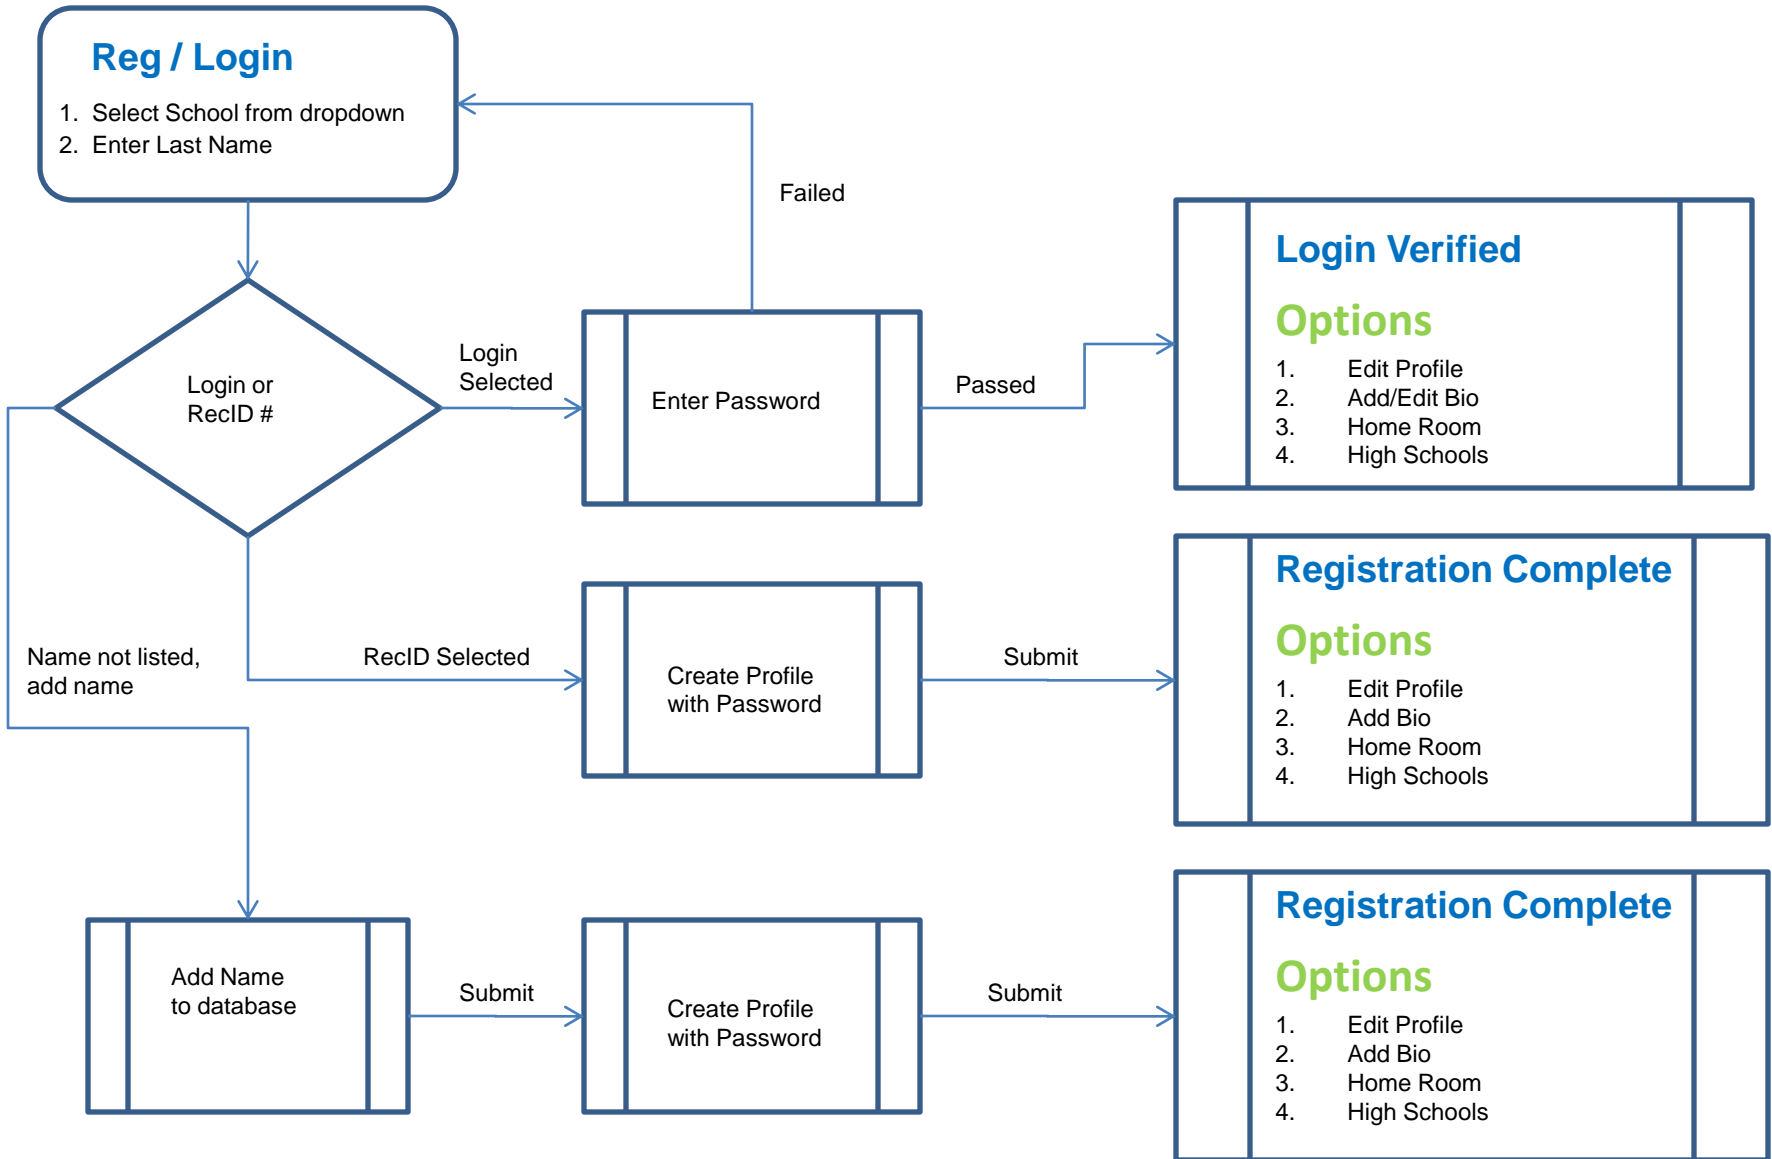 Reg / Login
1. Select School from dropdown
2. Enter Last Name
Failed
Login or
RecID #
Login
Selected
Enter Password
Passed
Login Verified
Options
1. Edit Profile
2. Add/Edit Bio
3. Home Room
4. High Schools
Name not listed,
add name
RecID Selected
Create Profile
with Password
Submit
Registration Complete
Options
1. Edit Profile
2. Add Bio
3. Home Room
4. High Schools
Add Name
to database
Submit
Create Profile
with Password
Submit
Registration Complete
Options
1. Edit Profile
2. Add Bio
3. Home Room
4. High Schools